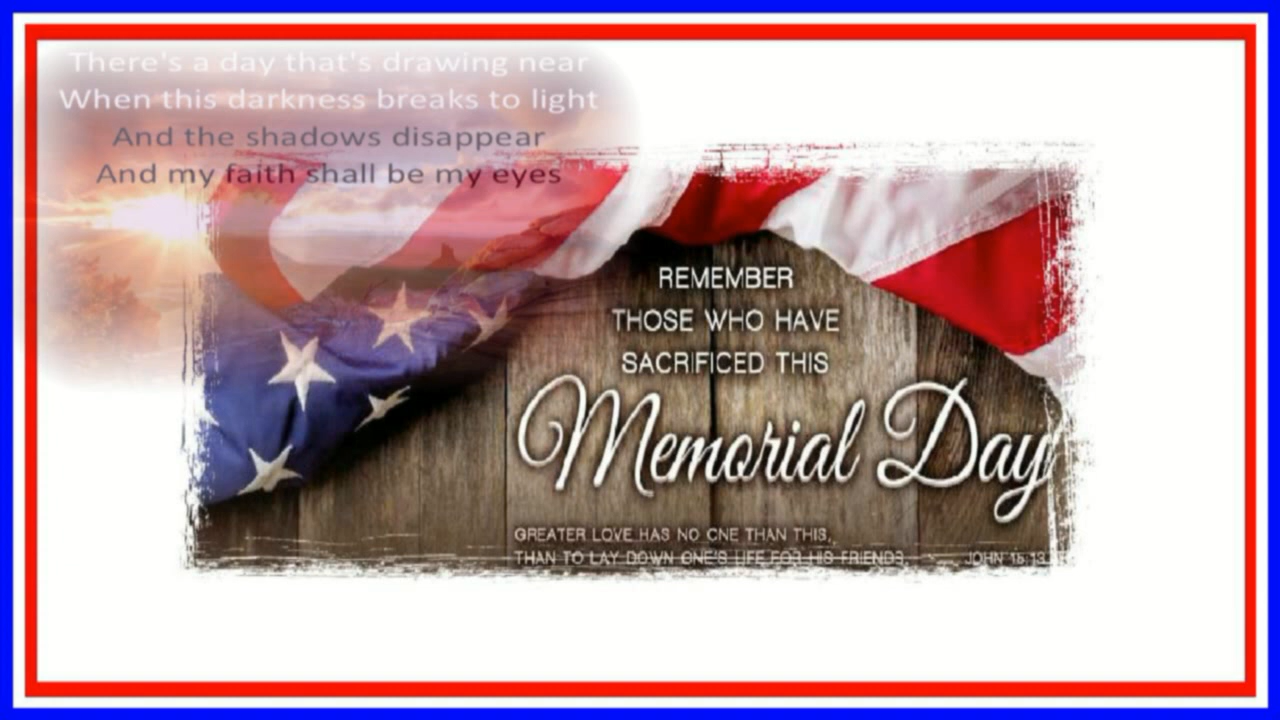 There's a day that's drawing near
When this darkness breaks to light
And the shadows disappear
And my faith shall be my eyes
REMEMBER
THOSE WHO HAVE
SACRIFICED THIS
Memorial Day
GREATER LOVE HAS NO ONE THAN THIS,
THAN TO LAY DOWN ONE'S LIFE FOR HIS FRIENDS. JOHN 15:13